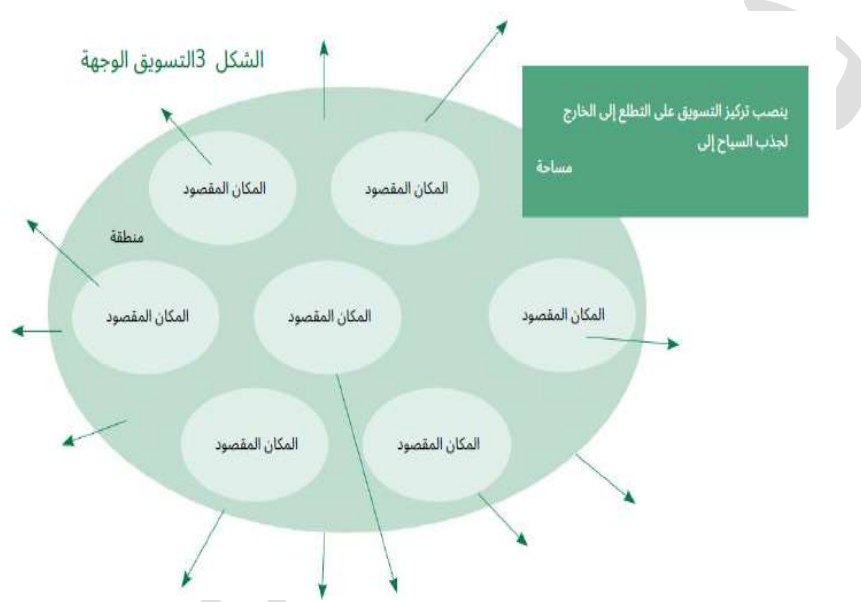 الشكل 3التسويق الوجهة
ينصب تركيز التسويق على التطلع إلى الخارج
لجذب السياح إلى
مساحة
المكان المقصود
المكان المقصود
منطقة
المكان المقصود
المكان المقصود
المكان المقصود
المكان المقصود
المكان المقصود